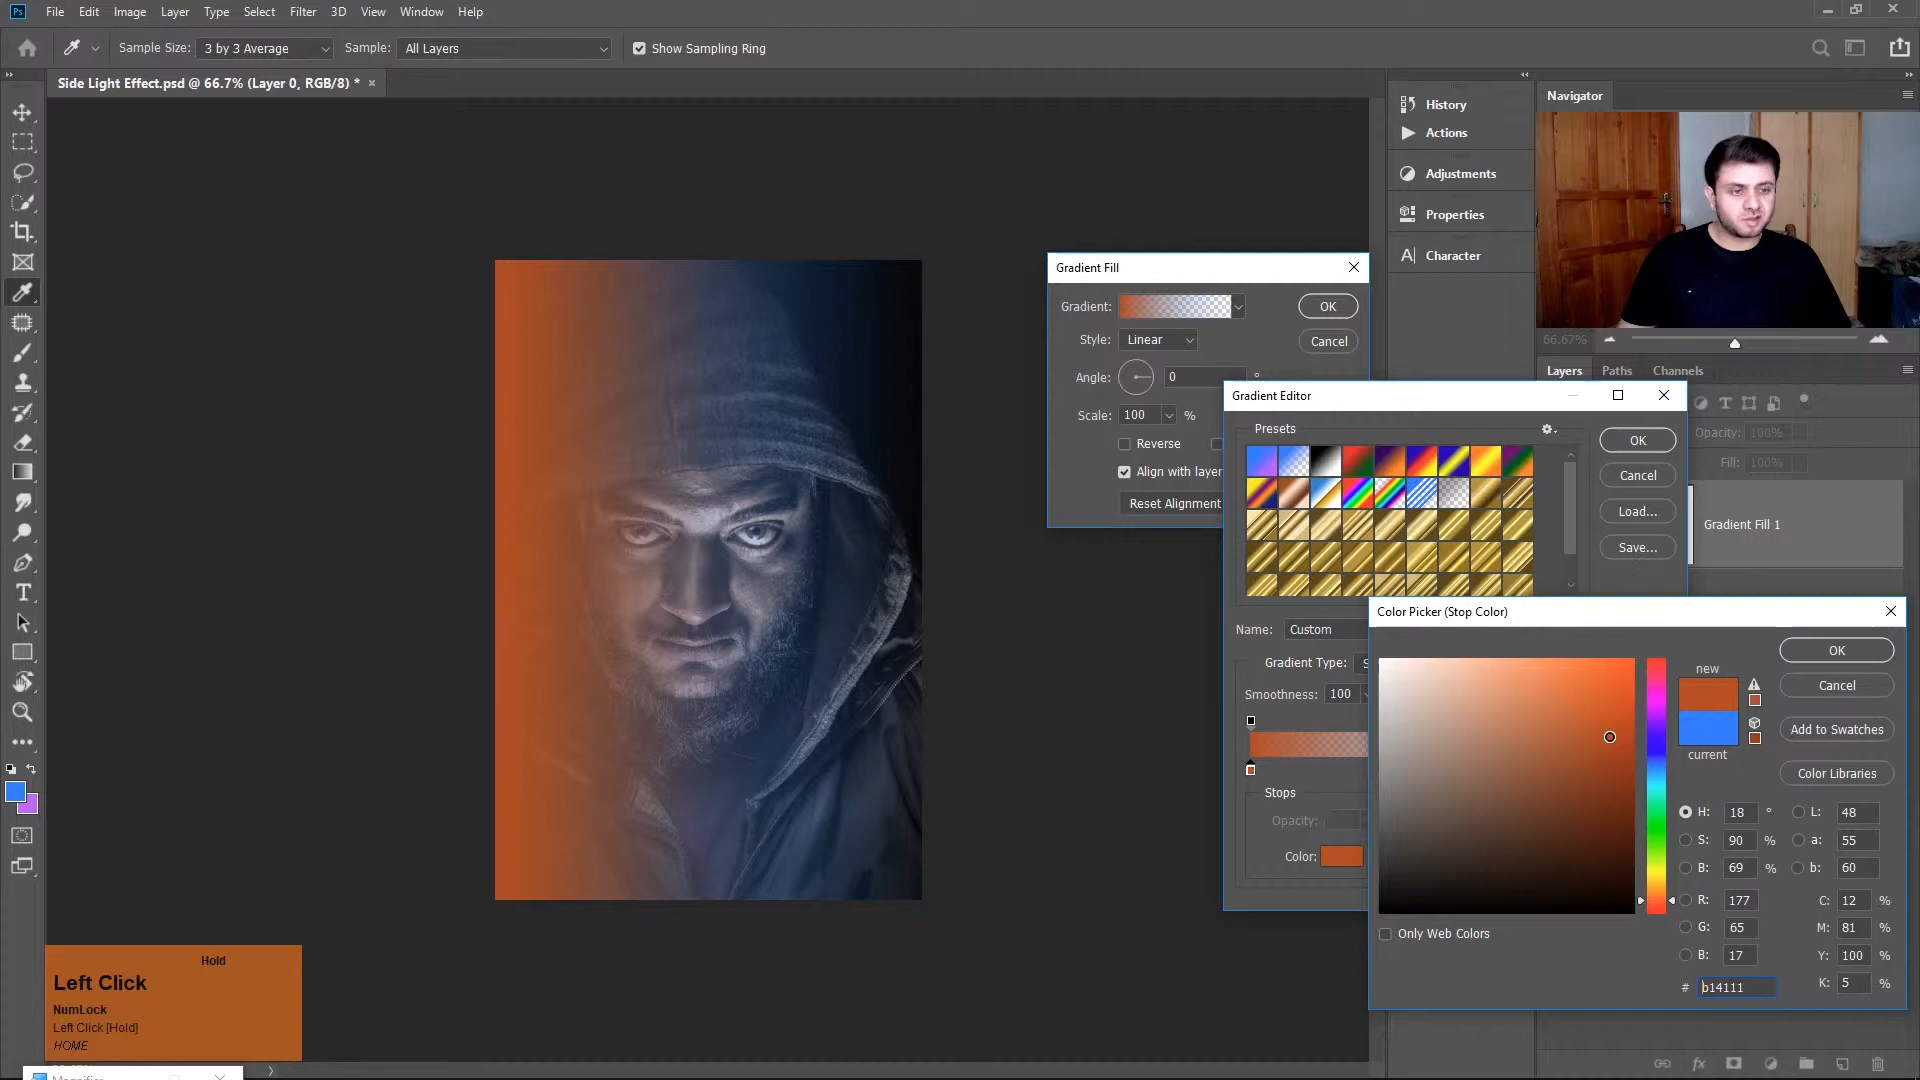 Ps File Edit Image Layer Type Select Filter 3D View Window Help
Sample Size: 3 by 3 Average Sample: All Layers Show Sampling Ring
Side Light Effect.psd @ 66.7% (Layer 0, RGB/8) *
History
Actions
Adjustments
Properties
Character
Navigator
66.67%
Layers Paths Channels
Opacity: 100%
Fill: 100%
Gradient Fill 1
Gradient Fill
Gradient:
OK
Style: Linear
Cancel
Angle: 0 °
Scale: 100 %
Reverse
Align with layer
Reset Alignment
Gradient Editor
Presets
OK
Cancel
Load...
Save...
Name: Custom
Gradient Type: S
Smoothness: 100
Stops
Opacity:
Color:
Color Picker (Stop Color)
new
current
OK
Cancel
Add to Swatches
Color Libraries
H: 18 ° L: 48
S: 90 % a: 55
B: 69 % b: 60
R: 177 C: 12 %
G: 65 M: 81 %
B: 17 Y: 100 %
# b14111 K: 5 %
Only Web Colors
Hold
Left Click
NumLock
Left Click [Hold]
HOME